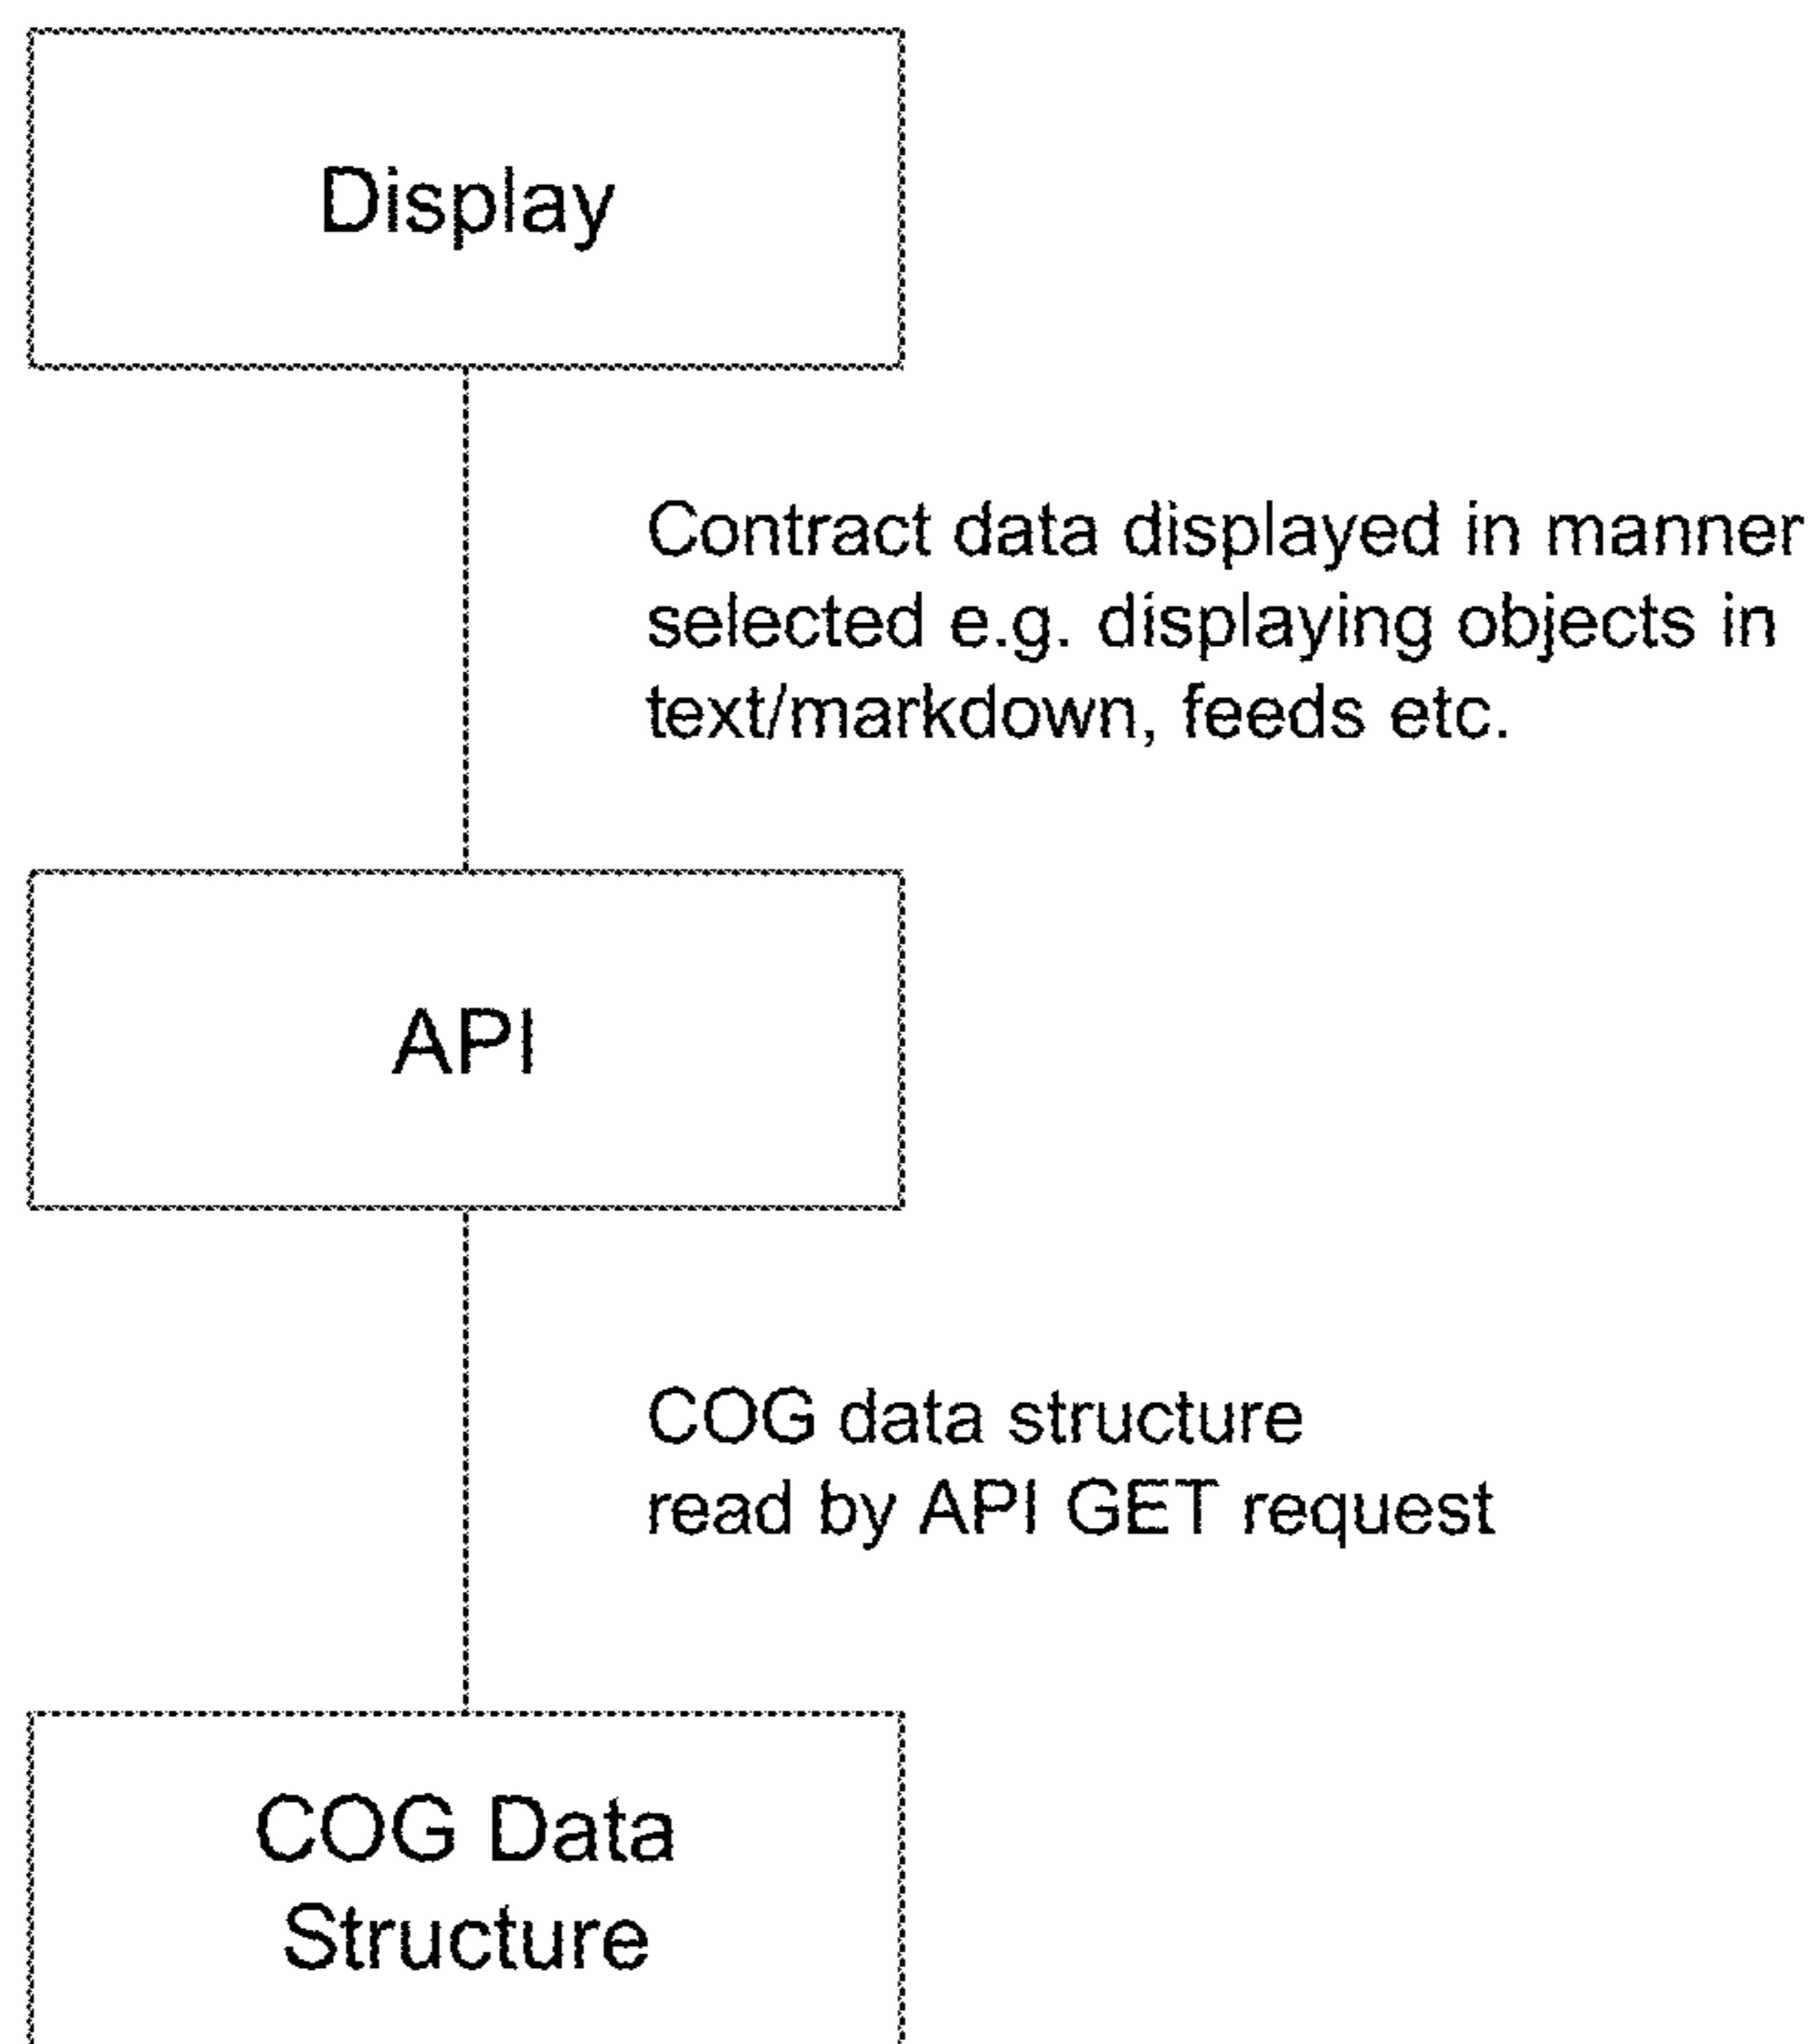 Display
Contract data displayed in manner
selected e.g. displaying objects in
text/markdown, feeds etc.
API
COG data structure
read by API GET request
COG Data
Structure